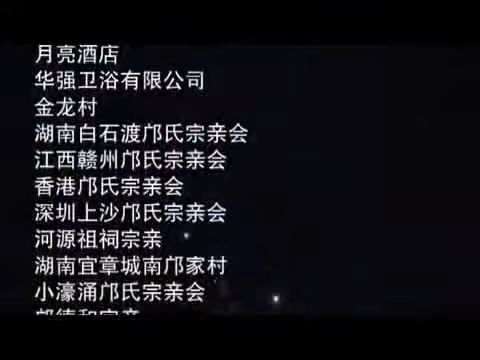 月亮酒店
华强卫浴有限公司
金龙村
湖南白石渡邝氏宗亲会
江西赣州邝氏宗亲会
香港邝氏宗亲会
深圳上沙邝氏宗亲会
河源祖祠宗亲
湖南宜章城南邝家村
小濠涌邝氏宗亲会